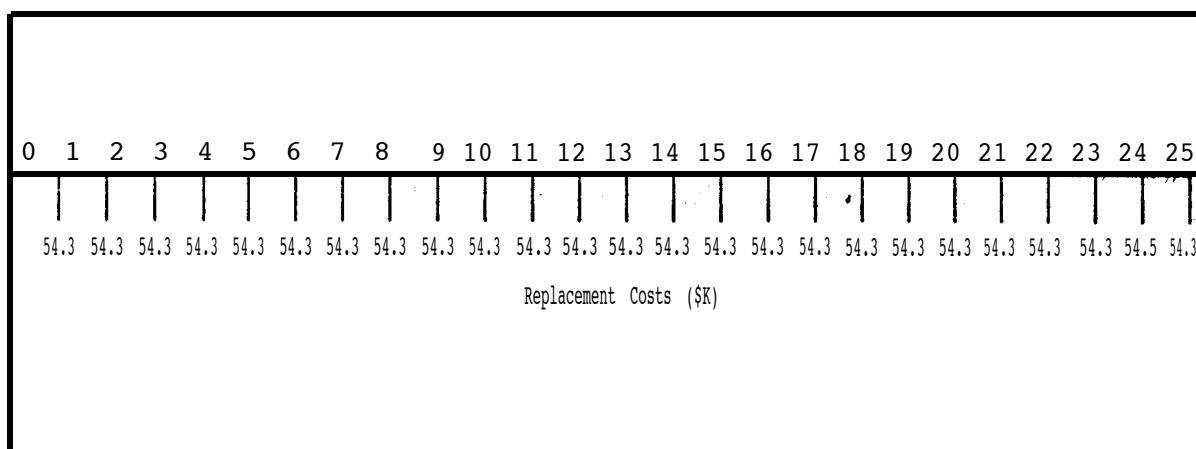 0 1 2 3 4 5 6 7 8 9 10 11 12 13 14 15 16 17 18 19 20 21 22 23 24 25
54.3 54.3 54.3 54.3 54.3 54.3 54.3 54.3 54.3 54.3 54.3 54.3 54.3 54.3 54.3 54.3 54.3 54.3 54.3 54.3 54.3 54.3 54.3 54.5 54.3
Replacement Costs ($K)